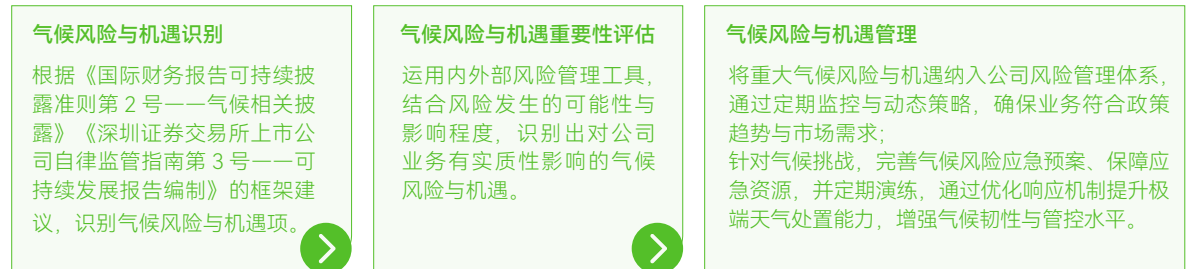 气候风险与机遇识别
根据《国际财务报告可持续披
露准则第 2 号——气候相关披
露》《深圳证券交易所上市公
司自律监管指南第 3 号——可
持续发展报告编制》的框架建
议，识别气候风险与机遇项。
气候风险与机遇重要性评估
运用内外部风险管理工具，
结合风险发生的可能性与
影响程度，识别出对公司
业务有实质性影响的气候
风险与机遇。
气候风险与机遇管理
将重大气候风险与机遇纳入公司风险管理体系，
通过定期监控与动态策略，确保业务符合政策
趋势与市场需求；
针对气候挑战，完善气候风险应急预案、保障应
急资源，并定期演练，通过优化响应机制提升极
端天气处置能力，增强气候韧性与管控水平。